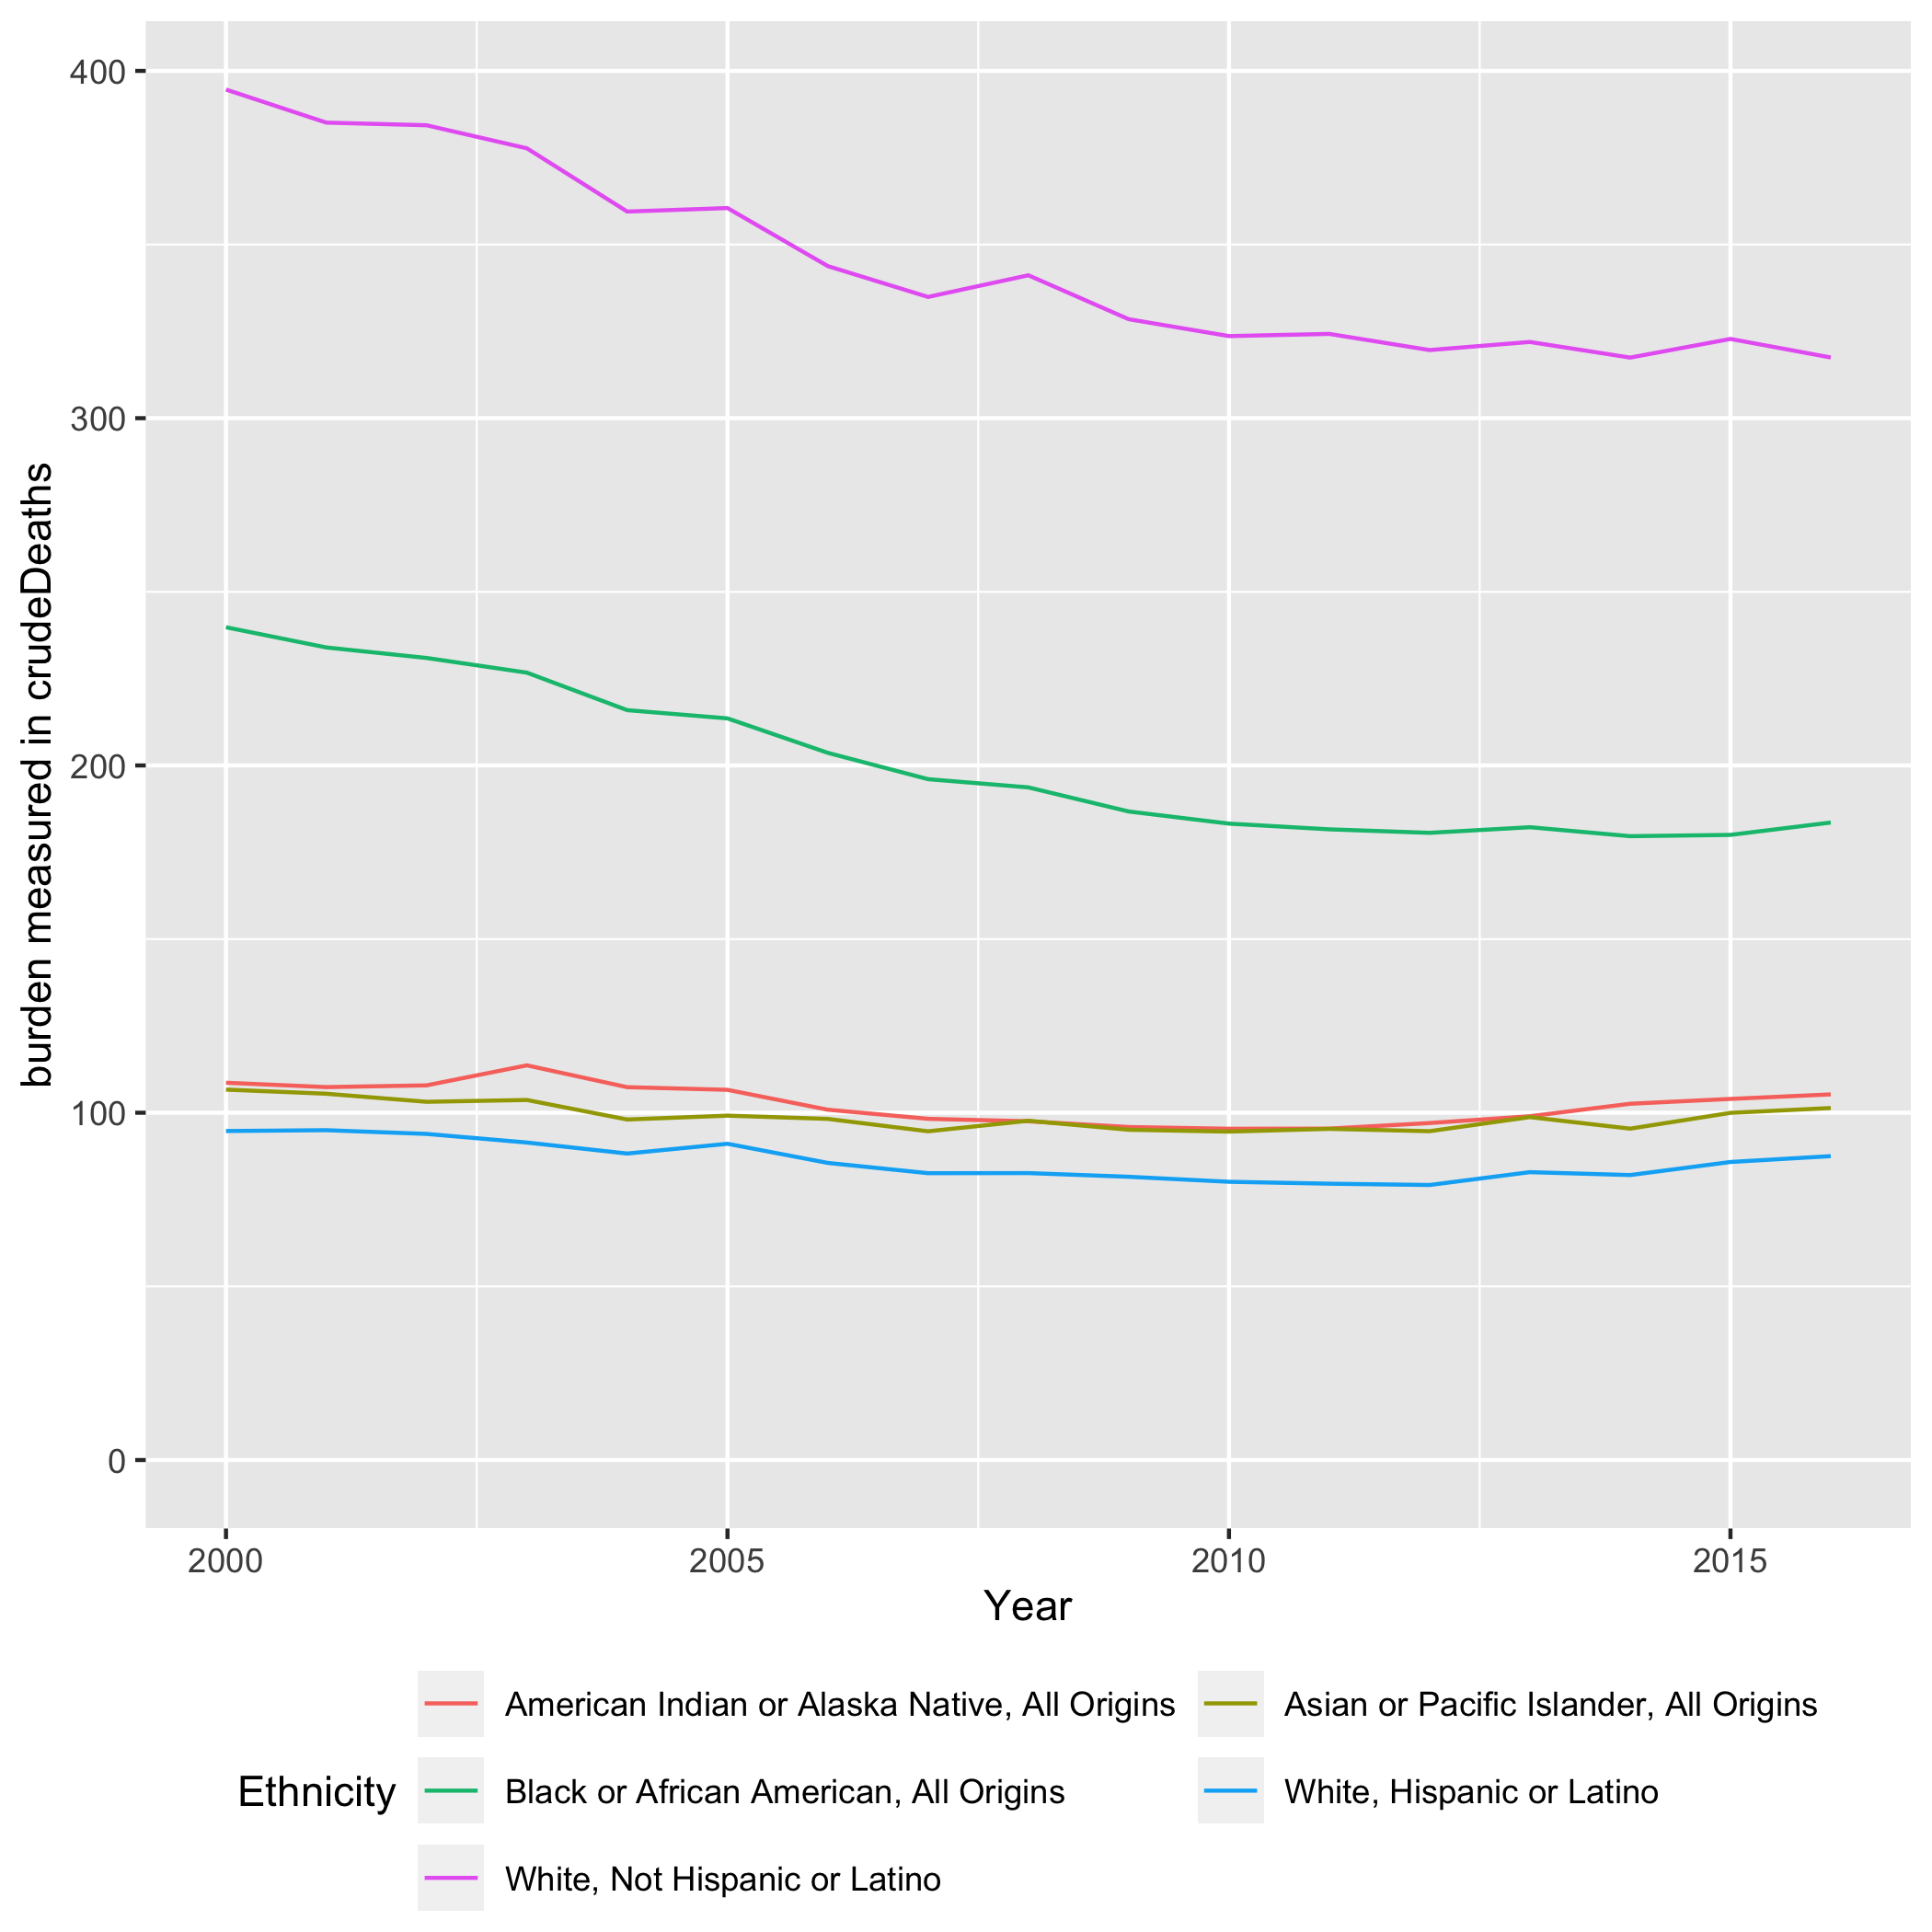 400
300
200
100
0
burden measured in crudeDeaths
2000 2005 2010 2015
Year
Ethnicity
American Indian or Alaska Native, All Origins
Asian or Pacific Islander, All Origins
Black or African American, All Origins
White, Hispanic or Latino
White, Not Hispanic or Latino